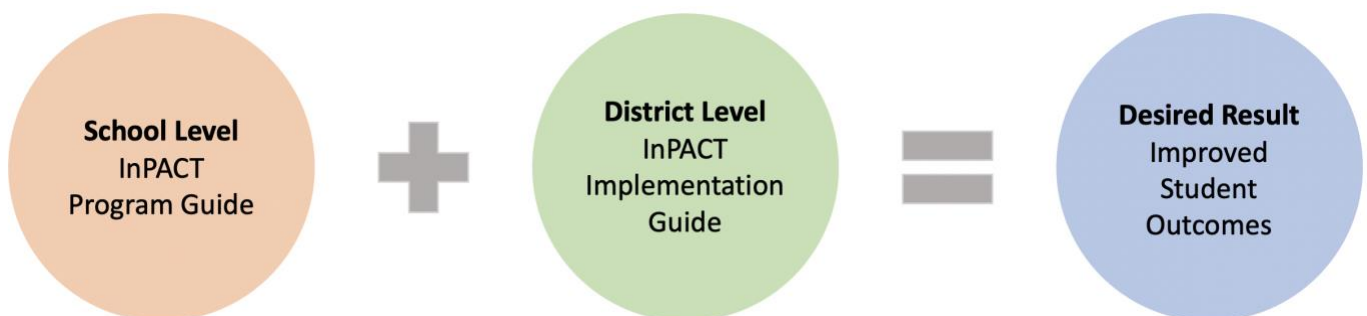 School Level
InPACT
Program Guide
District Level
InPACT
Implementation
Guide
Desired Result
Improved
Student
Outcomes